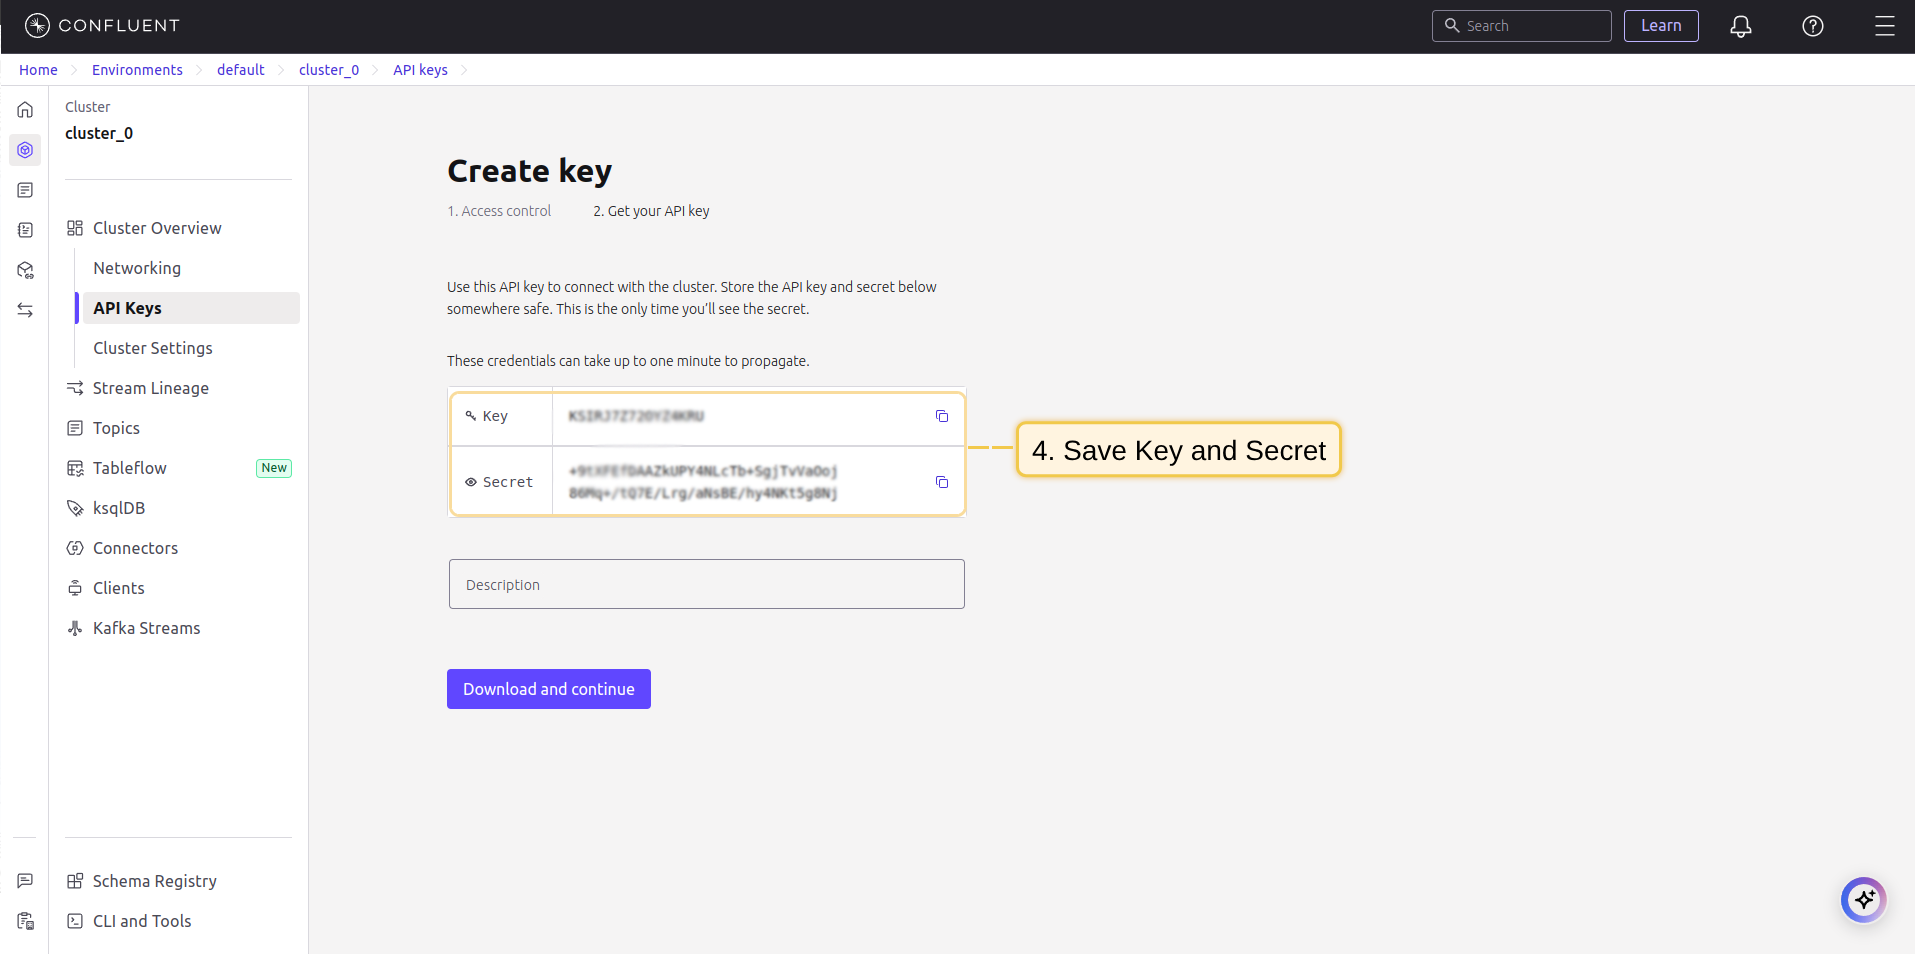 CONFLUENT
Search
Learn
Home
Environments
default
cluster_0
API keys
Cluster
cluster_0
Cluster Overview
Networking
API Keys
Cluster Settings
Stream Lineage
Topics
Tableflow
New
ksqlDB
Connectors
Clients
Kafka Streams
Schema Registry
CLI and Tools
Create key
1. Access control
2. Get your API key
Use this API key to connect with the cluster. Store the API key and secret below
somewhere safe. This is the only time you'll see the secret.
These credentials can take up to one minute to propagate.
Key
Secret
4. Save Key and Secret
Description
Download and continue